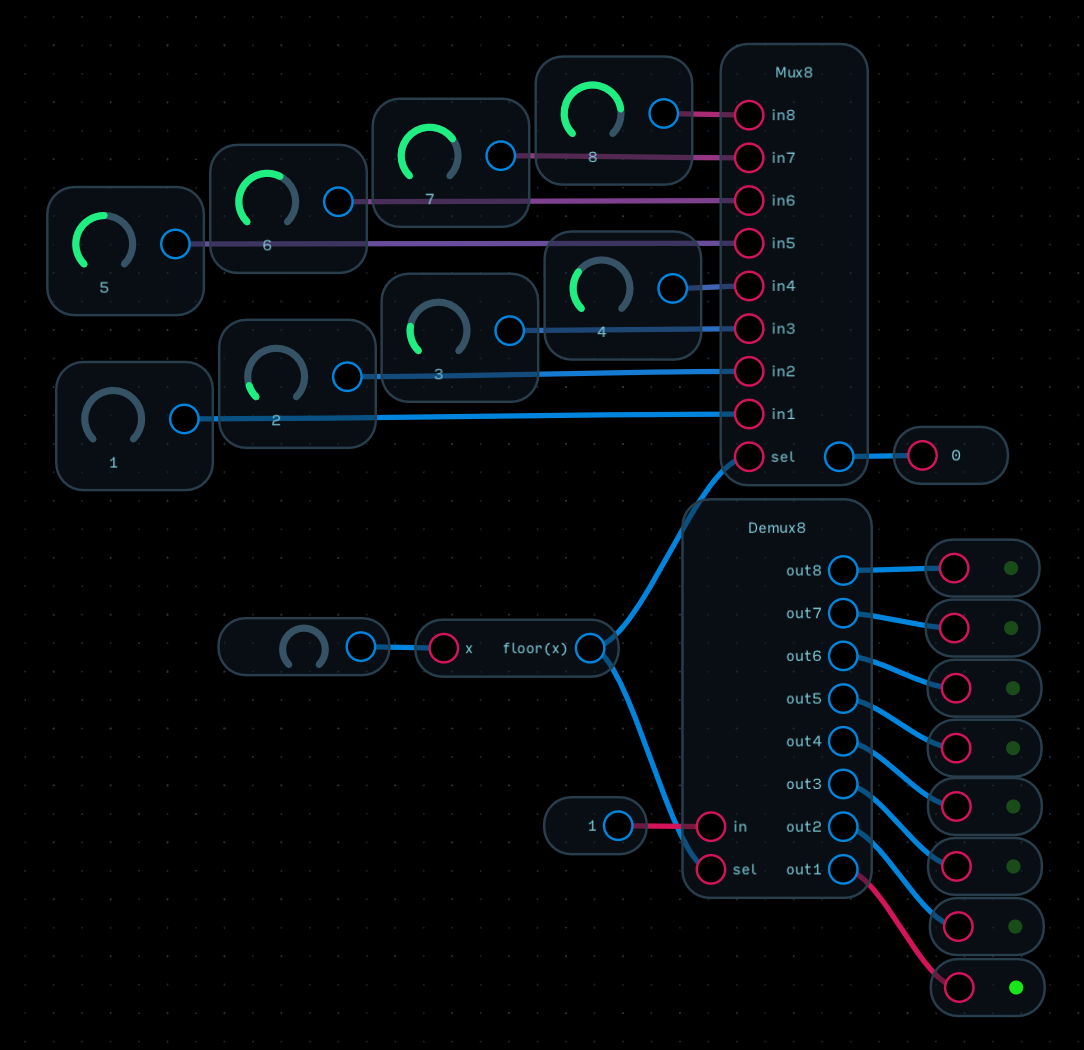 Mux8
in8
8
in7
7
in6
6
in5
5
in4
4
in3
3
in2
2
in1
1
sel
0
Demux8
out8
out7
x
floor(x)
out6
out5
out4
out3
1
in
out2
sel
out1